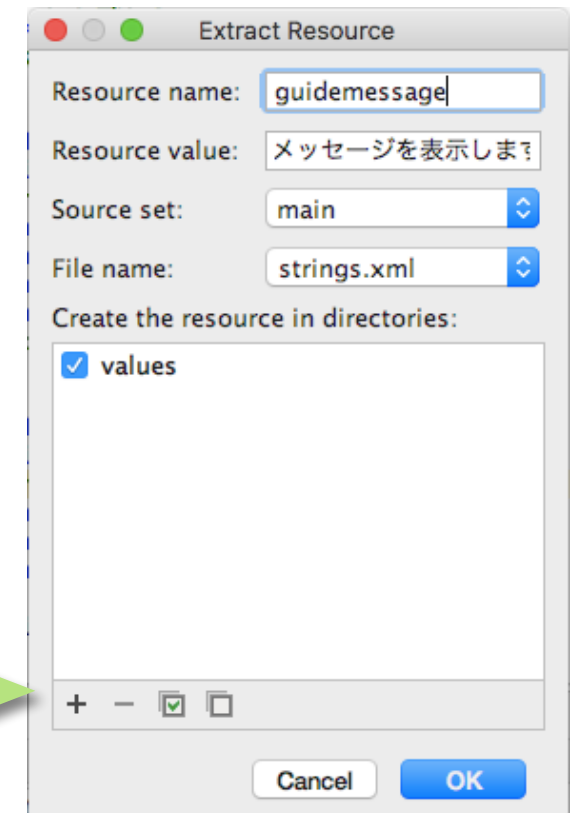 Extract Resource
Resource name: guidemessage
Resource value: メッセージを表示しま
Source set: main
File name: strings.xml
Create the resource in directories:
values
Cancel OK